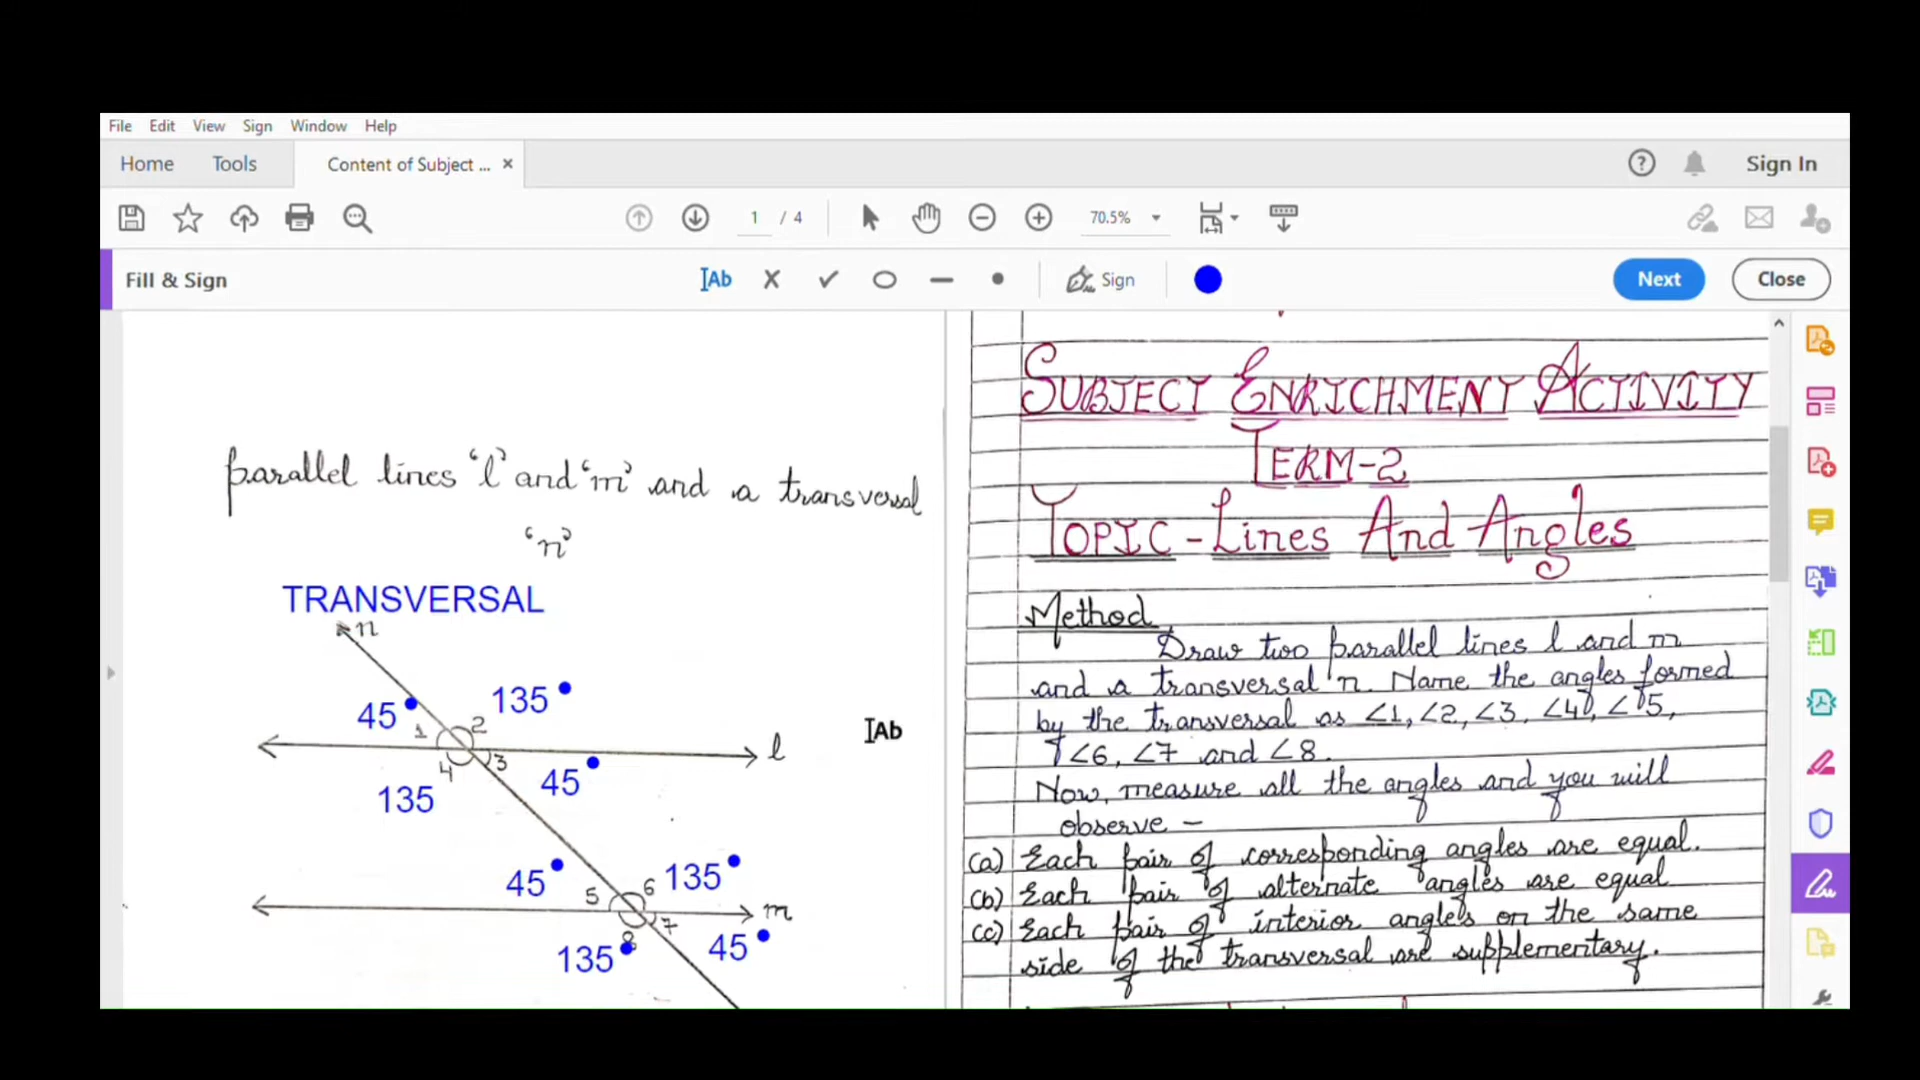 File Edit View Sign Window Help
Home Tools Content of Subject ... × Sign In
1 / 4 70.5%
Fill & Sign IAb Sign Next Close
parallel lines 'l' and 'm' and a transversal
'n'
TRANSVERSAL
n
45 135
1 2
l
4 3
135 45
45 135
5 6
m
8 7
135 45
IAb
SUBJECT ENRICHMENT ACTIVITY
TERM-2
TOPIC - Lines And Angles
Method
Draw two parallel lines l and m
and a transversal 'n. Name the angles formed
by the transversal as ∠1, ∠2, ∠3, ∠4, ∠5,
∠6, ∠7 and ∠8.
Now, measure all the angles and you will
observe -
(a) Each pair of corresponding angles are equal.
(b) Each pair of alternate angles are equal
(c) Each pair of interior angles on the same
side of the transversal are supplementary.